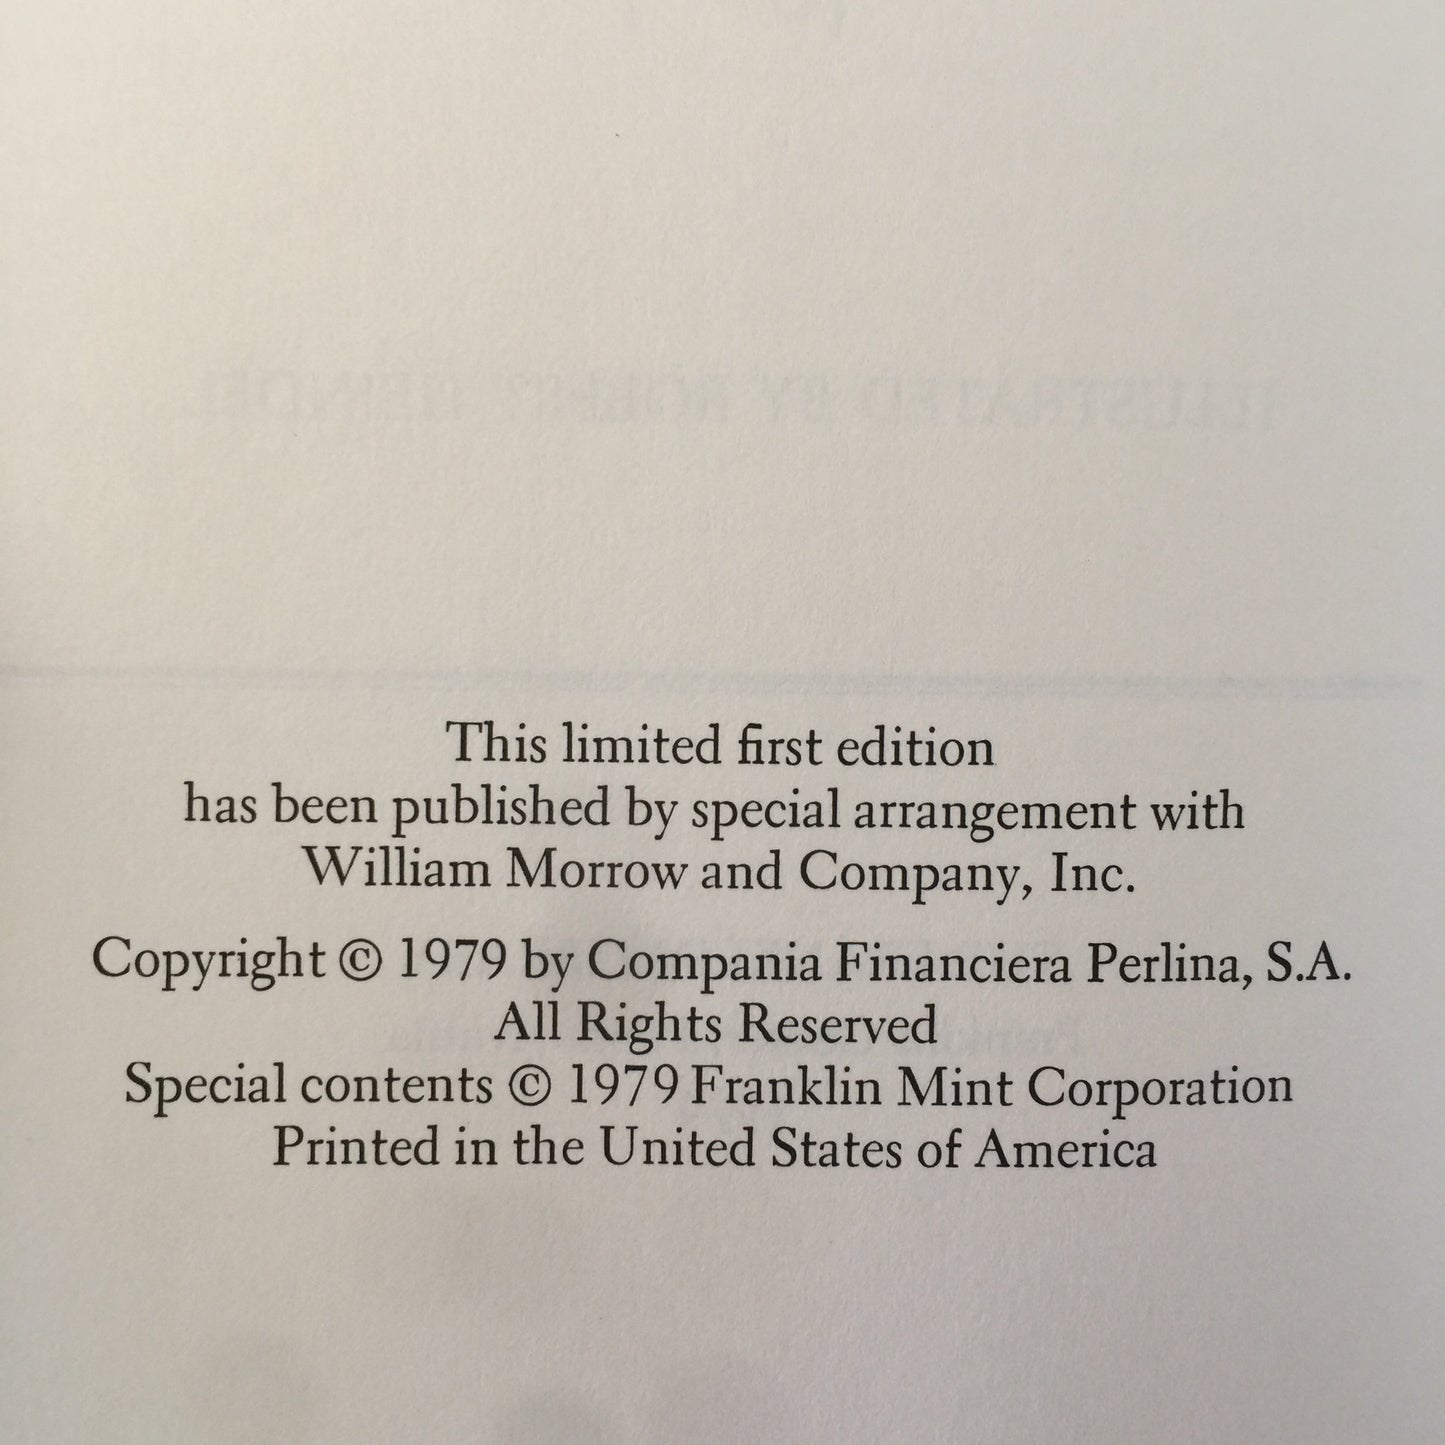 This limited first edition
has been published by special arrangement with
William Morrow and Company, Inc.
Copyright © 1979 by Compania Financiera Perlina, S.A.
All Rights Reserved
Special contents © 1979 Franklin Mint Corporation
Printed in the United States of America